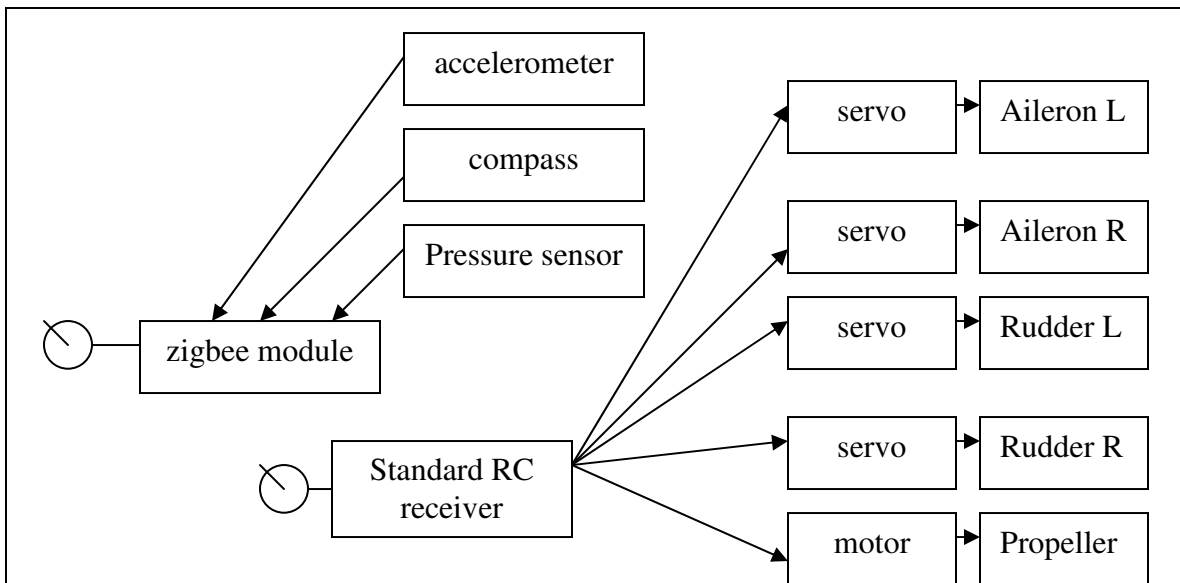 accelerometer
compass
Pressure sensor
zigbee module
Standard RC
receiver
servo
Aileron L
servo
Aileron R
servo
Rudder L
servo
Rudder R
motor
Propeller